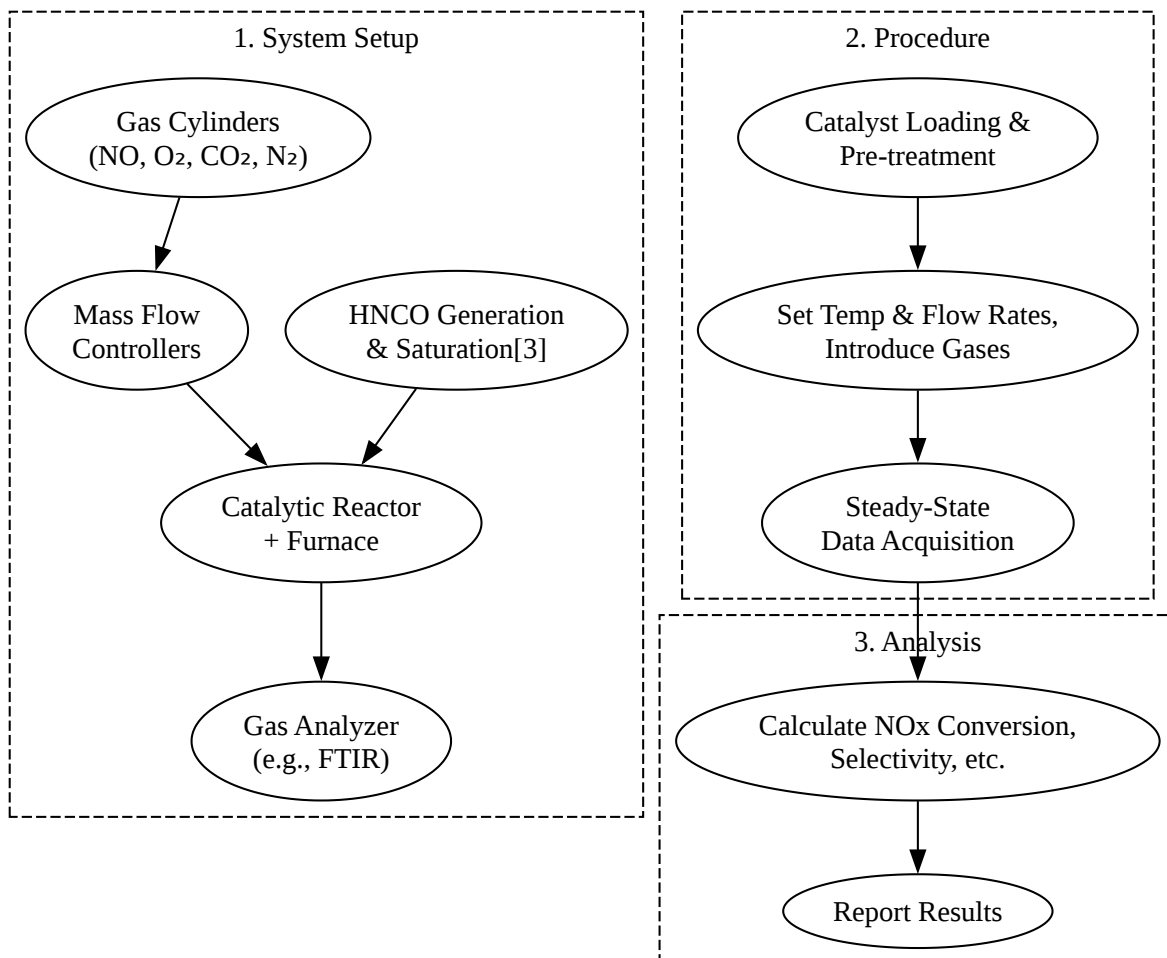 1. System Setup
Gas Cylinders
(NO, O₂, CO₂, N₂)
Mass Flow
Controllers
HNCO Generation
& Saturation[3]
Catalytic Reactor
+ Furnace
Gas Analyzer
(e.g., FTIR)
2. Procedure
Catalyst Loading &
Pre-treatment
Set Temp & Flow Rates,
Introduce Gases
Steady-State
Data Acquisition
3. Analysis
Calculate NOx Conversion,
Selectivity, etc.
Report Results